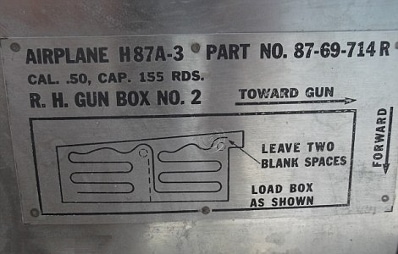 AIRPLANE H87A-3 PART NO. 87-69-714R
CAL. .50, CAP. 155 RDS.
R. H. GUN BOX NO. 2 TOWARD GUN
FORWARD
LEAVE TWO
BLANK SPACES
LOAD BOX
AS SHOWN